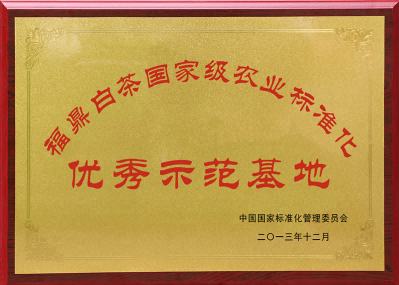 福鼎白茶国家级农业标准化
优秀示范基地
中国国家标准化管理委员会
二〇一三年十二月